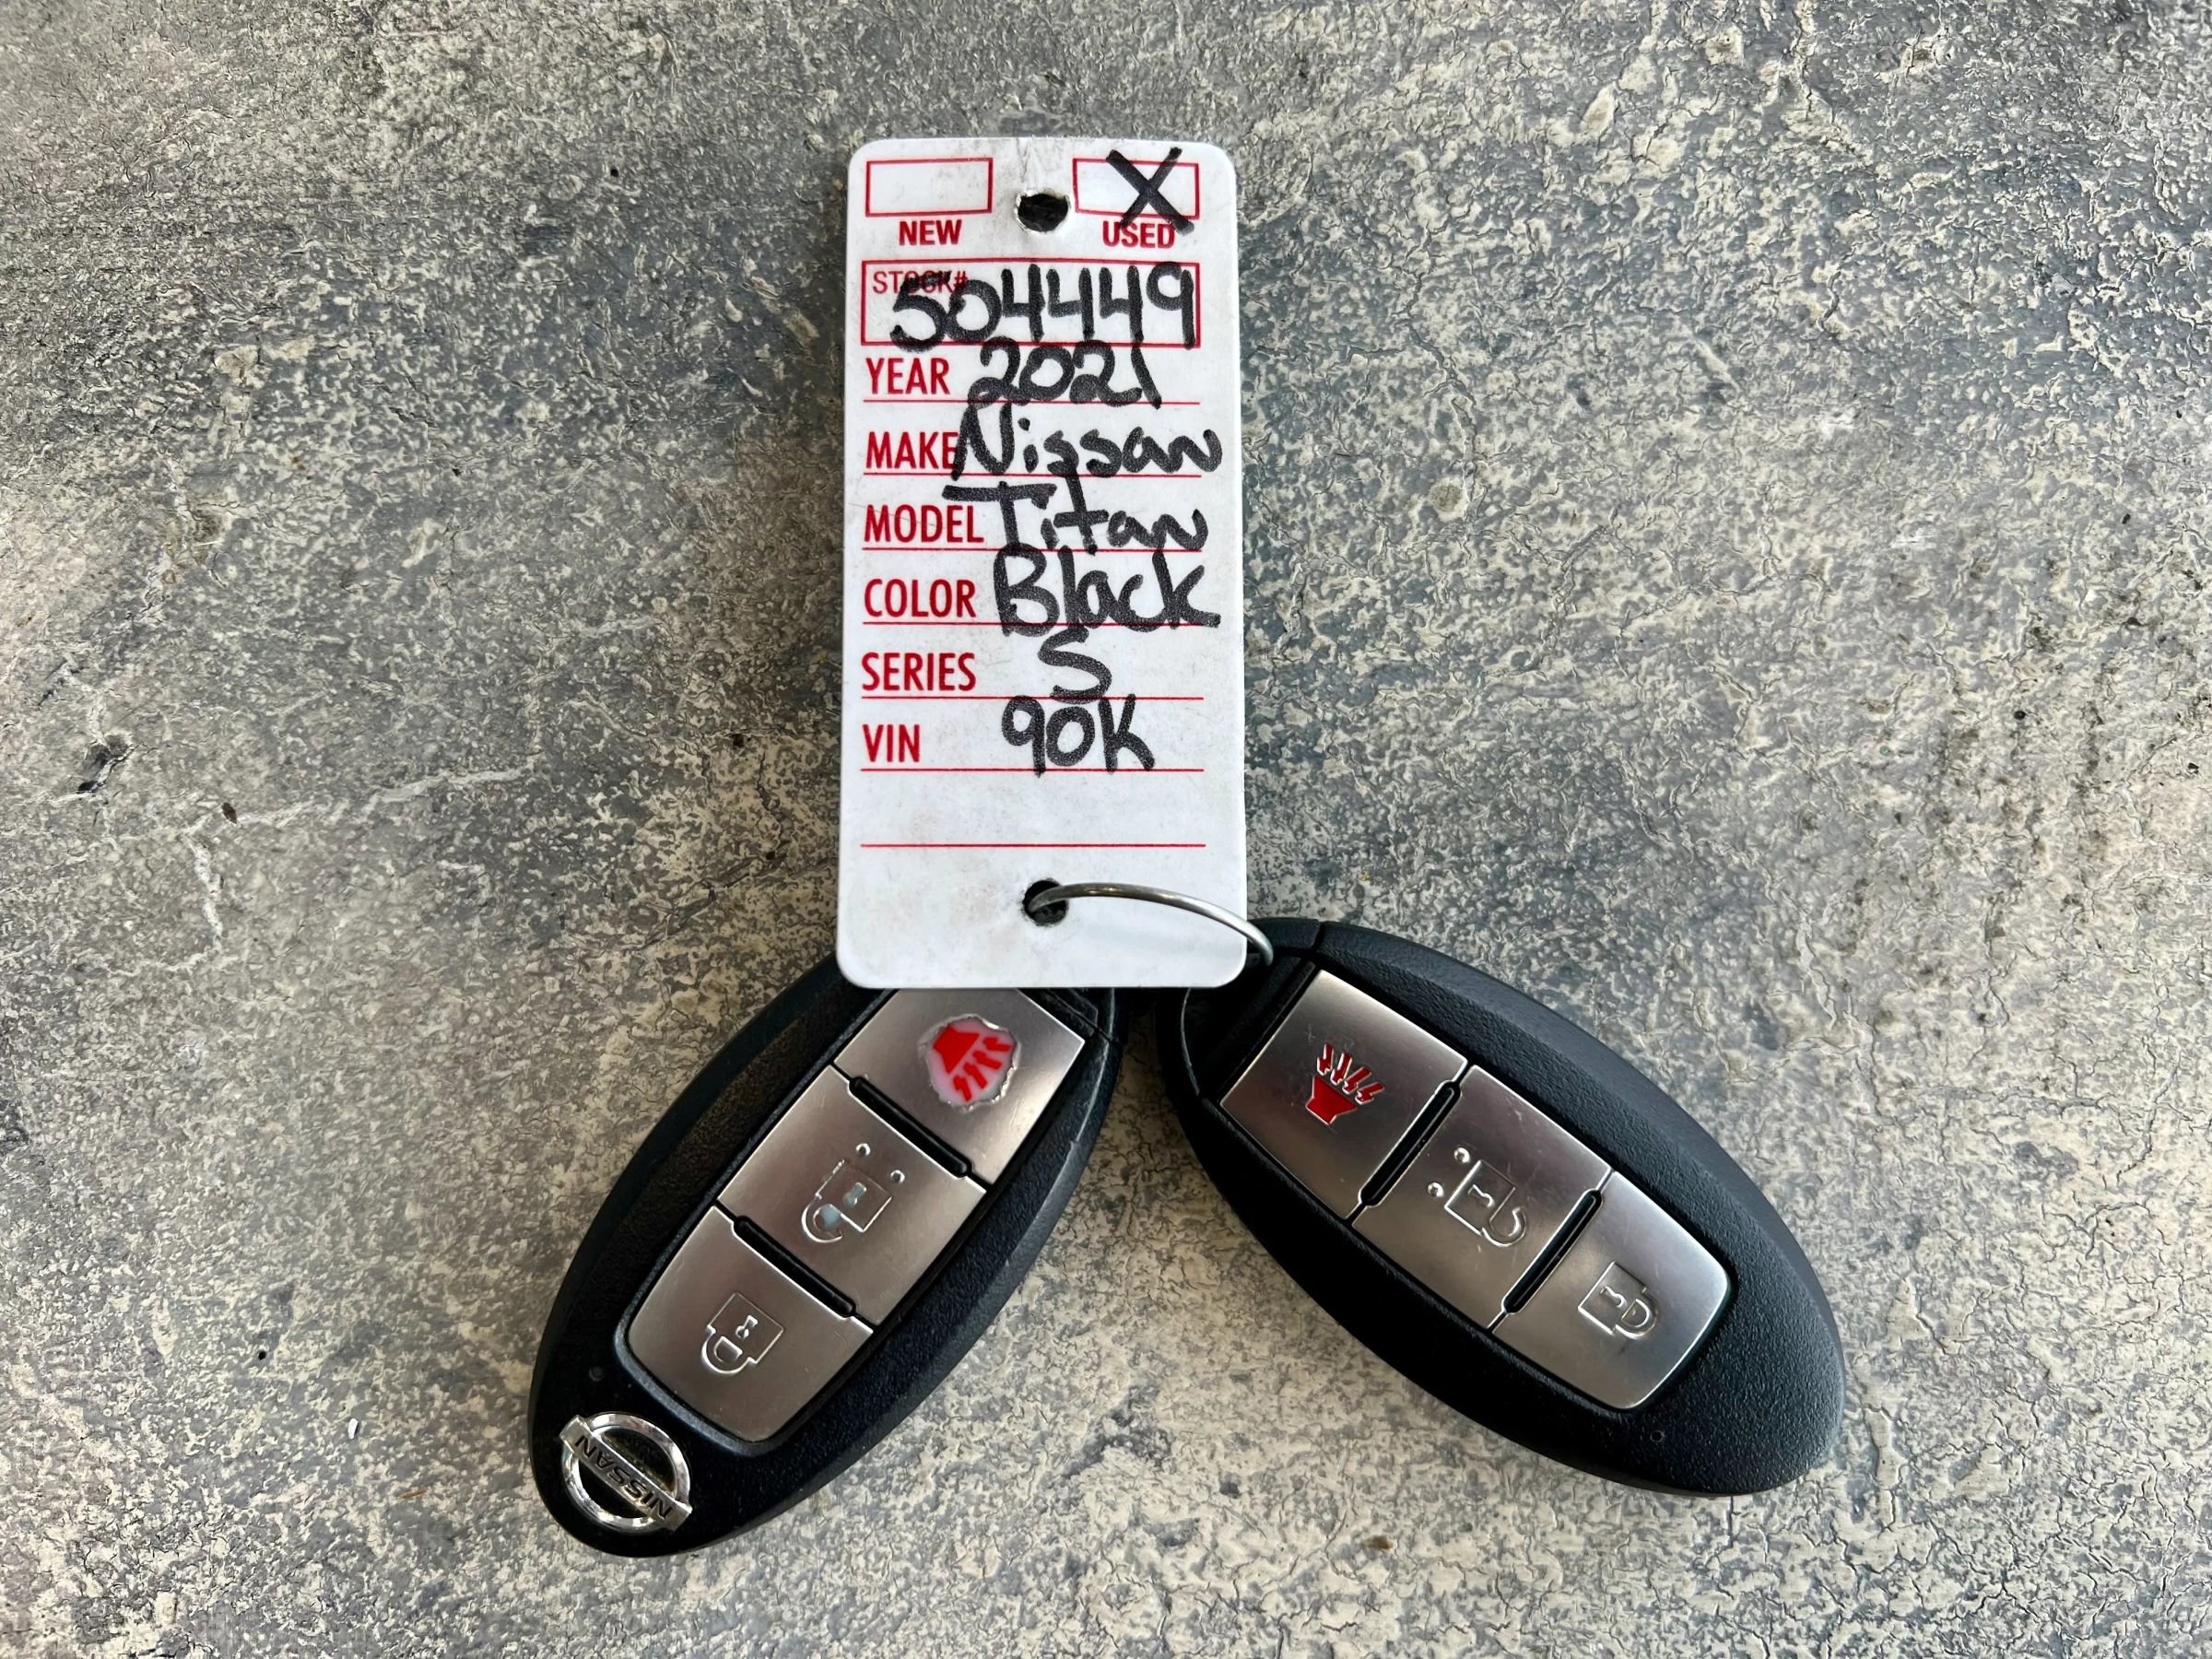 X
NEW USED
STOCK# 504449
YEAR 2021
MAKE Nissan
MODEL Titan
COLOR Black
SERIES S
VIN 90K
NISSAN